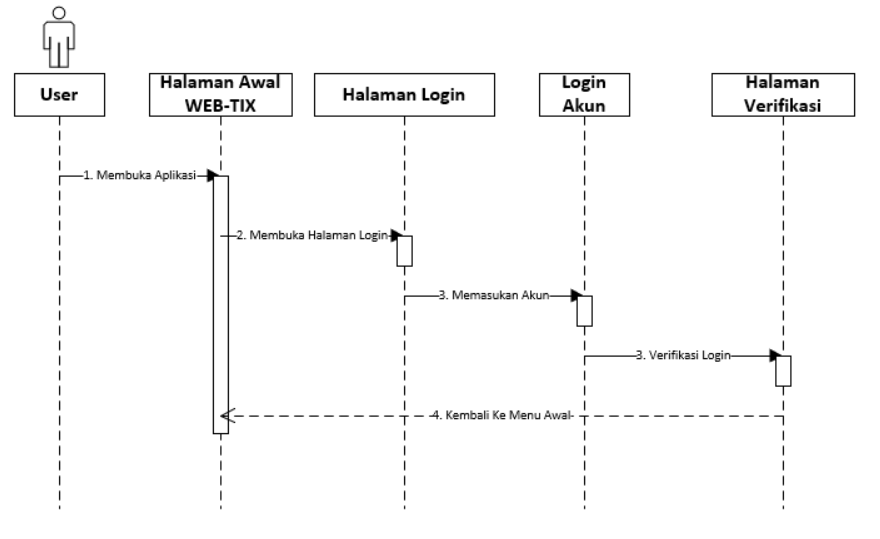 User
Halaman Awal
WEB-TIX
Halaman Login
Login
Akun
Halaman
Verifikasi
1. Membuka Aplikasi
2. Membuka Halaman Login
3. Memasukan Akun
3. Verifikasi Login
4. Kembali Ke Menu Awal